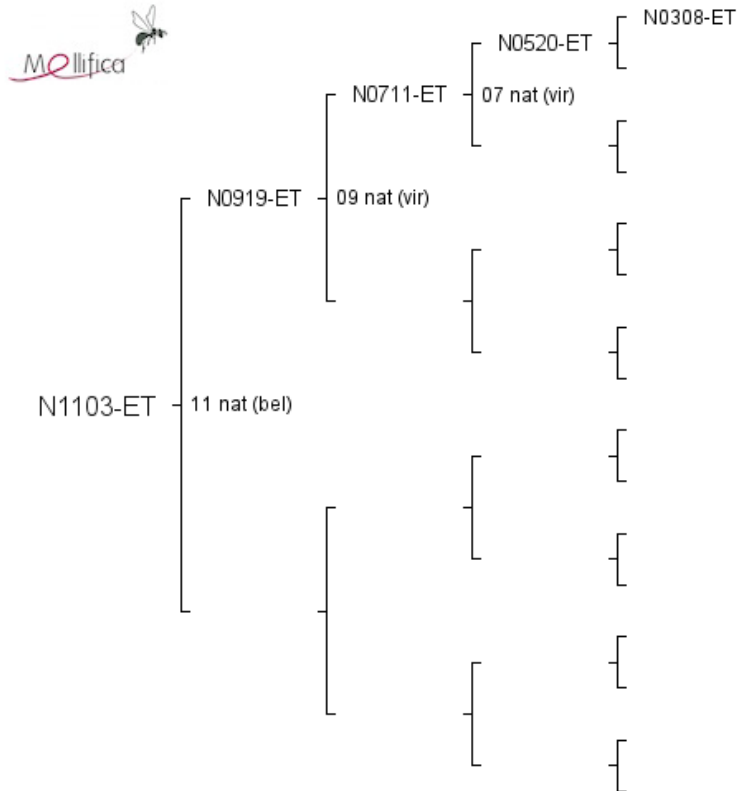 Mellifica
N0308-ET
N0520-ET
N0711-ET
07 nat (vir)
N0919-ET
09 nat (vir)
N1103-ET
11 nat (bel)